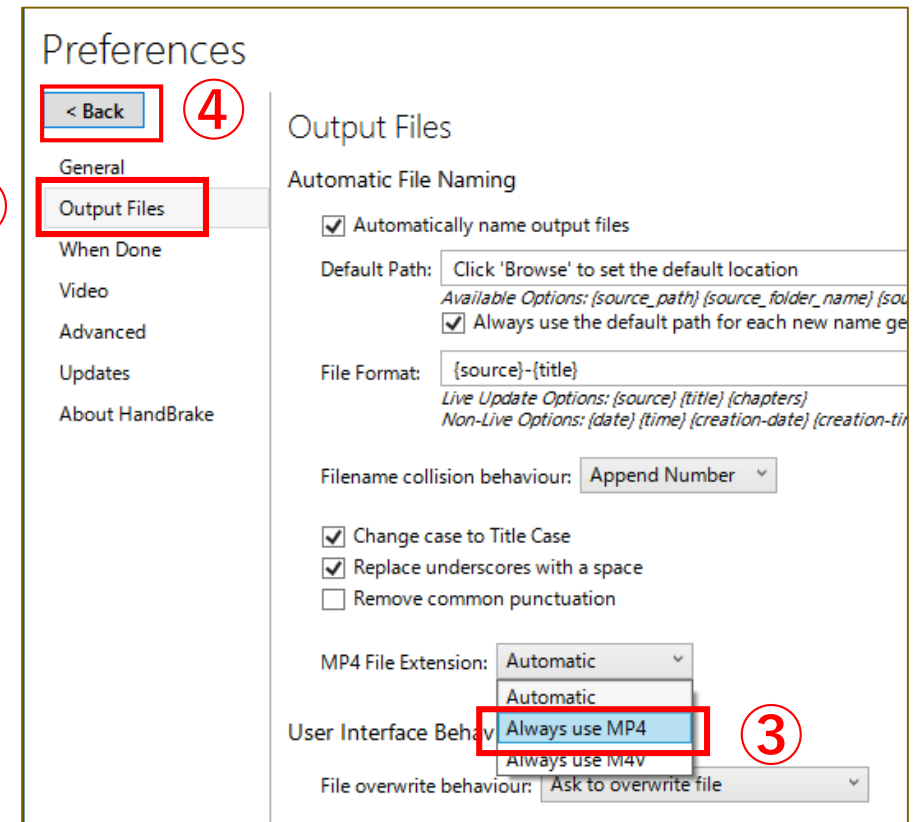 Preferences
< Back
④
General
Output Files
When Done
Video
Advanced
Updates
About HandBrake
Output Files
Automatic File Naming
Automatically name output files
Default Path: Click 'Browse' to set the default location
Available Options: {source_path} {source_folder_name} {sou
Always use the default path for each new name ge
File Format: {source}-{title}
Live Update Options: {source} {title} {chapters}
Non-Live Options: {date} {time} {creation-date} {creation-tim
Filename collision behaviour: Append Number
Change case to Title Case
Replace underscores with a space
Remove common punctuation
MP4 File Extension: Automatic
Automatic
User Interface Behav Always use MP4
③
Always use M4V
File overwrite behaviour: Ask to overwrite file